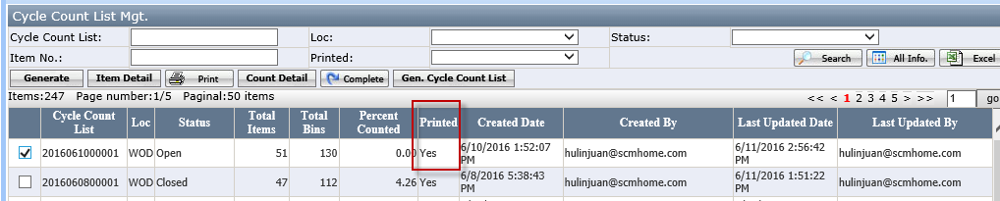 Cycle Count List Mgt.
Cycle Count List: Loc: Status:
Item No.: Printed:
Search All Info. Excel
Generate Item Detail Print Count Detail Complete Gen. Cycle Count List
Items:247 Page number:1/5 Paginal:50 items << < 1 2 3 4 5 > >> 1 go
Cycle Count List Loc Status Total Items Total Bins Percent Counted Printed Created Date Created By Last Updated Date Last Updated By
2016061000001 WOD Open 51 130 0.00 Yes 6/10/2016 1:52:07 PM hulinjuan@scmhome.com 6/11/2016 2:56:42 PM hulinjuan@scmhome.com
2016060800001 WOD Closed 47 112 4.26 Yes 6/8/2016 5:38:43 PM hulinjuan@scmhome.com 6/11/2016 1:51:22 PM hulinjuan@scmhome.com